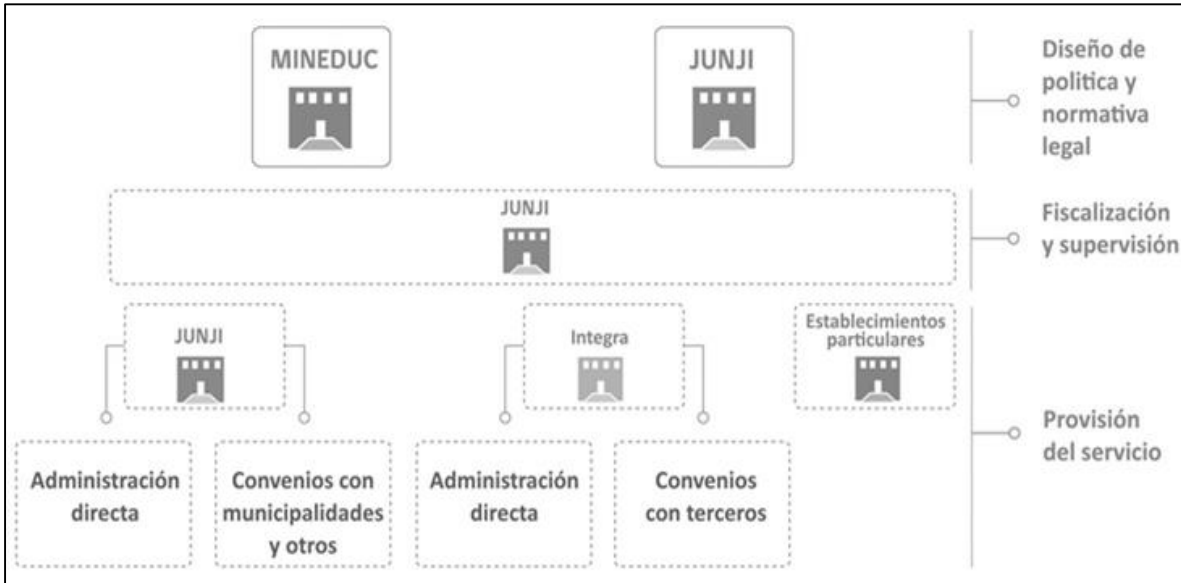 MINEDUC
JUNJI
Diseño de
politica y
normativa
legal
JUNJI
Fiscalización
y supervisión
JUNJI
Integra
Establecimientos
particulares
Provisión
del servicio
Administración
directa
Convenios con
municipalidades
y otros
Administración
directa
Convenios
con terceros